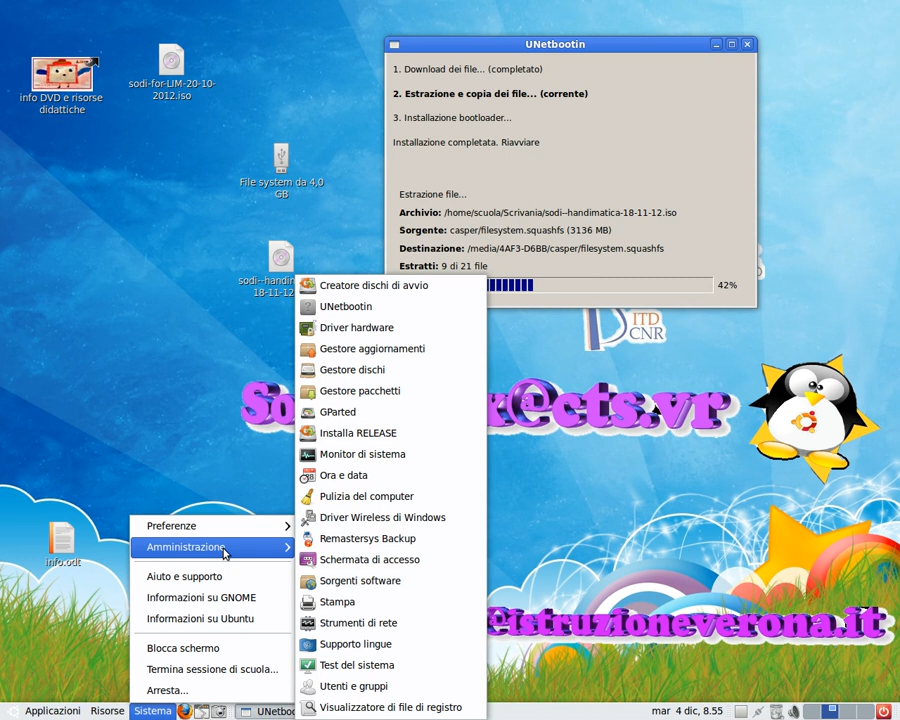 info DVD e risorse
didattiche
sodi-for-LIM-20-10-
2012.iso
File system da 4,0
GB
sodi--handin
18-11-12
info.odt
UNetbootin
1. Download dei file... (completato)
2. Estrazione e copia dei file... (corrente)
3. Installazione bootloader...
Installazione completata. Riavviare
Estrazione file...
Archivio: /home/scuola/Scrivania/sodi--handimatica-18-11-12.iso
Sorgente: casper/filesystem.squashfs (3136 MB)
Destinazione: /media/4AF3-D6BB/casper/filesystem.squashfs
Estratti: 9 di 21 file
42%
ITD
CNR
So
cts.vr
@istruzioneverona.it
Preferenze
Amministrazione
Aiuto e supporto
Informazioni su GNOME
Informazioni su Ubuntu
Blocca schermo
Termina sessione di scuola...
Arresta...
Creatore dischi di avvio
UNetbootin
Driver hardware
Gestore aggiornamenti
Gestore dischi
Gestore pacchetti
GParted
Installa RELEASE
Monitor di sistema
Ora e data
Pulizia del computer
Driver Wireless di Windows
Remastersys Backup
Schermata di accesso
Sorgenti software
Stampa
Strumenti di rete
Supporto lingue
Test del sistema
Utenti e gruppi
Visualizzatore di file di registro
Applicazioni Risorse Sistema UNetboo mar 4 dic, 8.55